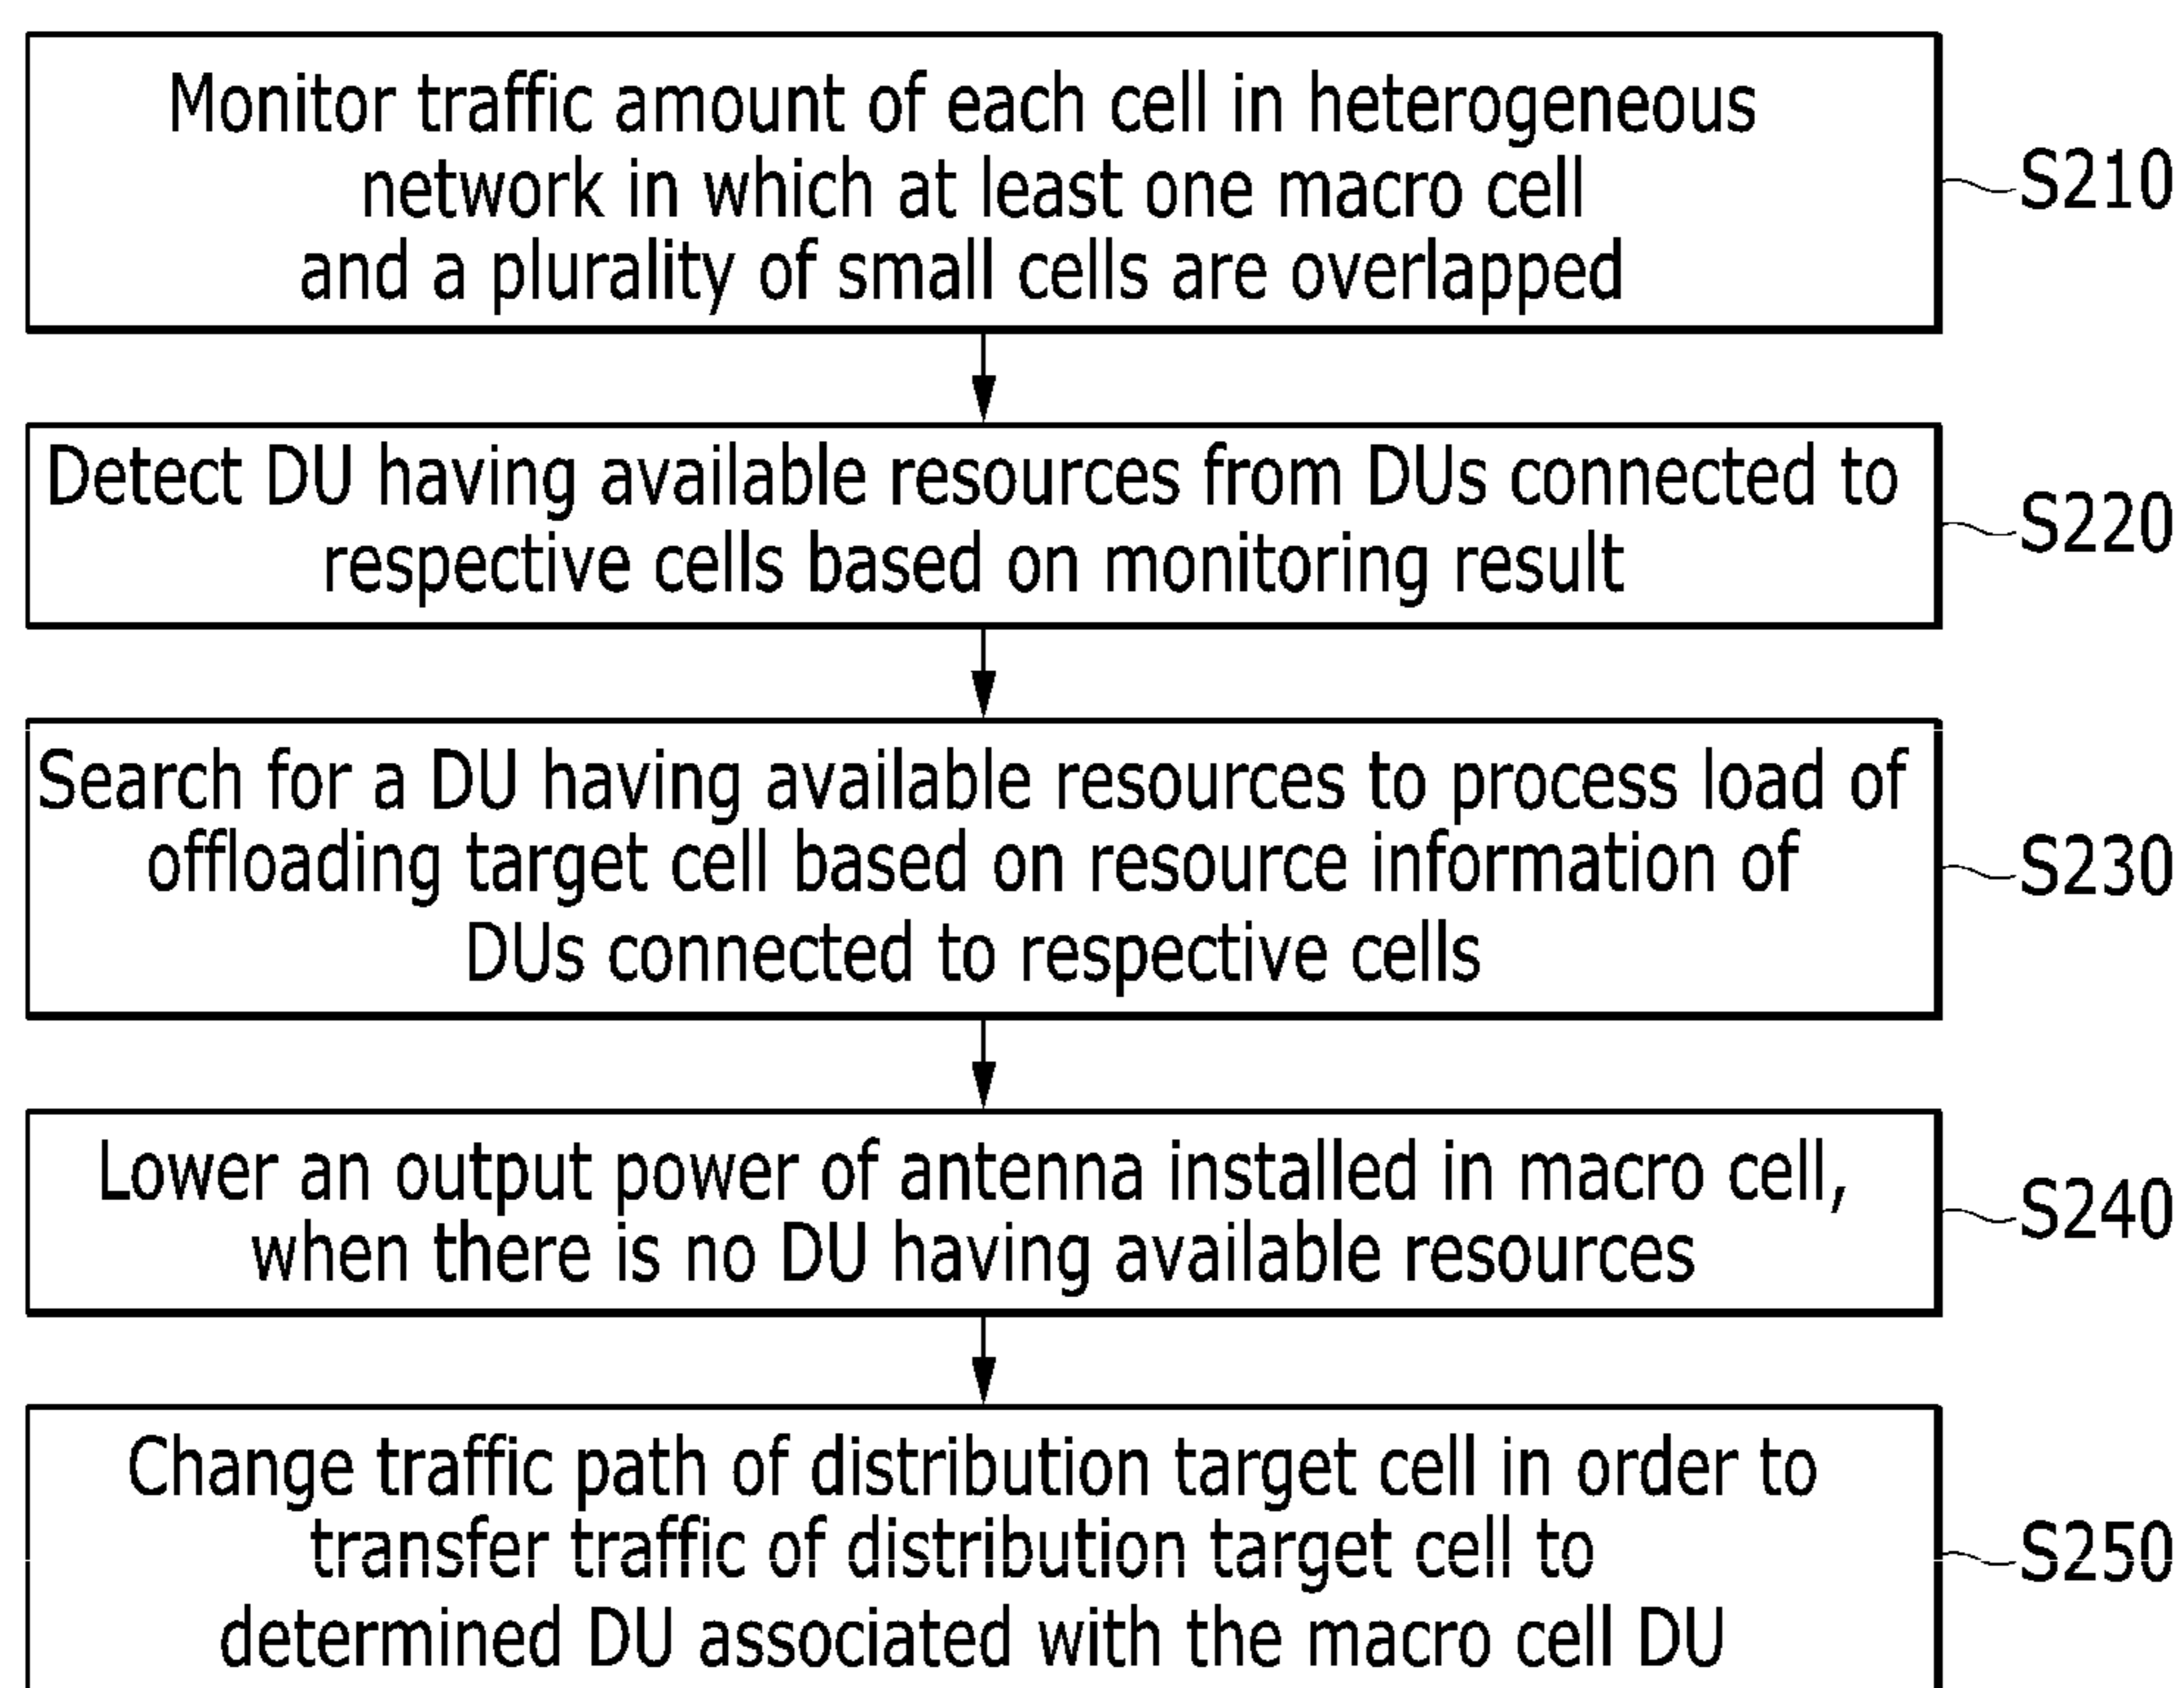 Monitor traffic amount of each cell in heterogeneous
network in which at least one macro cell
and a plurality of small cells are overlapped
S210
Detect DU having available resources from DUs connected to
respective cells based on monitoring result
S220
Search for a DU having available resources to process load of
offloading target cell based on resource information of
DUs connected to respective cells
S230
Lower an output power of antenna installed in macro cell,
when there is no DU having available resources
S240
Change traffic path of distribution target cell in order to
transfer traffic of distribution target cell to
determined DU associated with the macro cell DU
S250